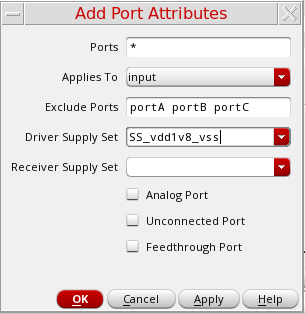 Add Port Attributes
Ports *
Applies To input
Exclude Ports portA portB portC
Driver Supply Set SS_vdd1v8_vss
Receiver Supply Set
Analog Port
Unconnected Port
Feedthrough Port
OK Cancel Apply Help